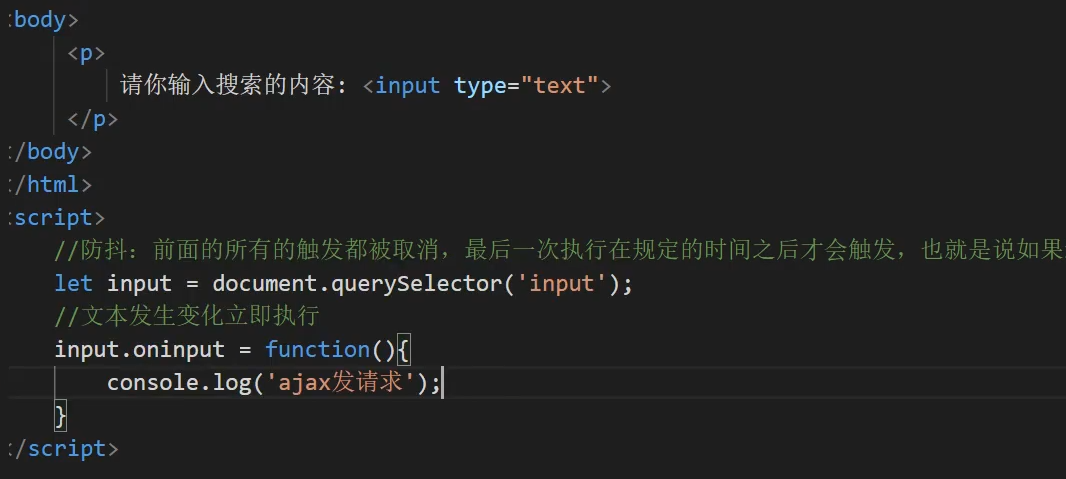 <body>
<p>
请你输入搜索的内容: <input type="text">
</p>
</body>
</html>
<script>
//防抖: 前面的所有的触发都被取消，最后一次执行在规定的时间之后才会触发，也就是说如果
let input = document.querySelector('input');
//文本发生变化立即执行
input.oninput = function(){
console.log('ajax发请求');
}
</script>